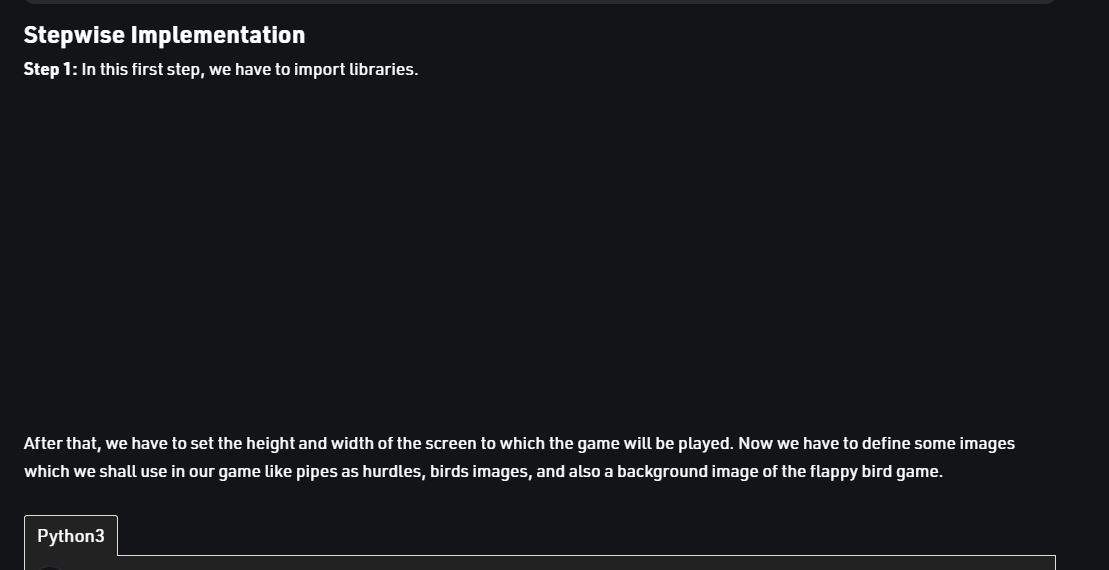 Stepwise Implementation
Step 1: In this first step, we have to import libraries.
After that, we have to set the height and width of the screen to which the game will be played. Now we have to define some images
which we shall use in our game like pipes as hurdles, birds images, and also a background image of the flappy bird game.
Python3